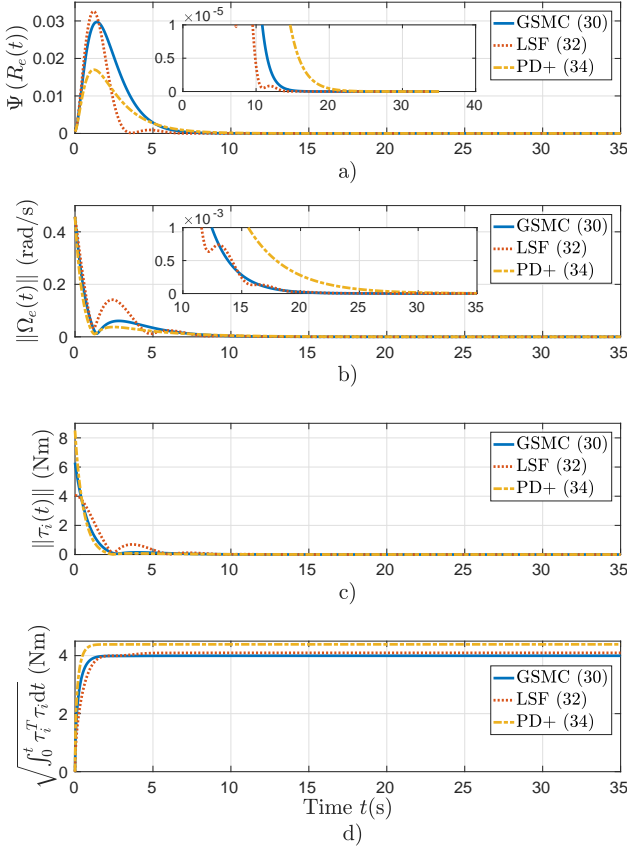 Ψ (R_e(t))
0.03
0.02
0.01
0
0 5 10 15 20 25 30 35
×10^-5
1
0
0 10 20 30 40
GSMC (30)
LSF (32)
PD+ (34)
a)
||Ω_e(t)|| (rad/s)
0.4
0.2
0
0 5 10 15 20 25 30 35
×10^-3
1
0.5
0
10 15 20 25 30 35
GSMC (30)
LSF (32)
PD+ (34)
b)
||τ_i(t)|| (Nm)
8
6
4
2
0
0 5 10 15 20 25 30 35
GSMC (30)
LSF (32)
PD+ (34)
c)
√∫_0^t τ_i^T τ_i dt (Nm)
4
2
0
0 5 10 15 20 25 30 35
GSMC (30)
LSF (32)
PD+ (34)
Time t(s)
d)